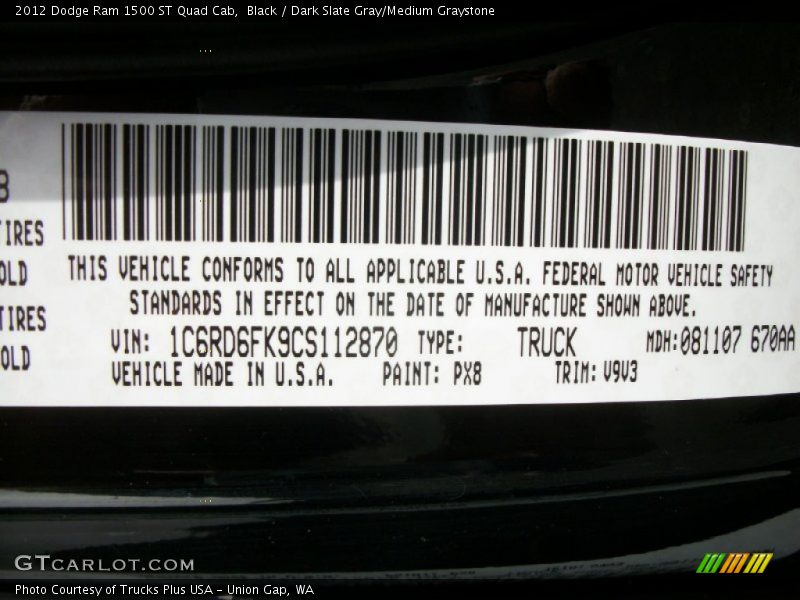 2012 Dodge Ram 1500 ST Quad Cab,  Black / Dark Slate Gray/Medium Graystone
TIRES
OLD
TIRES
OLD
THIS VEHICLE CONFORMS TO ALL APPLICABLE U.S.A. FEDERAL MOTOR VEHICLE SAFETY
STANDARDS IN EFFECT ON THE DATE OF MANUFACTURE SHOWN ABOVE.
VIN: 1C6RD6FK9CS112870 TYPE: TRUCK MDH:081107 670AA
VEHICLE MADE IN U.S.A. PAINT: PX8 TRIM: V9V3
GTCARLOT.COM
Photo Courtesy of Trucks Plus USA - Union Gap, WA